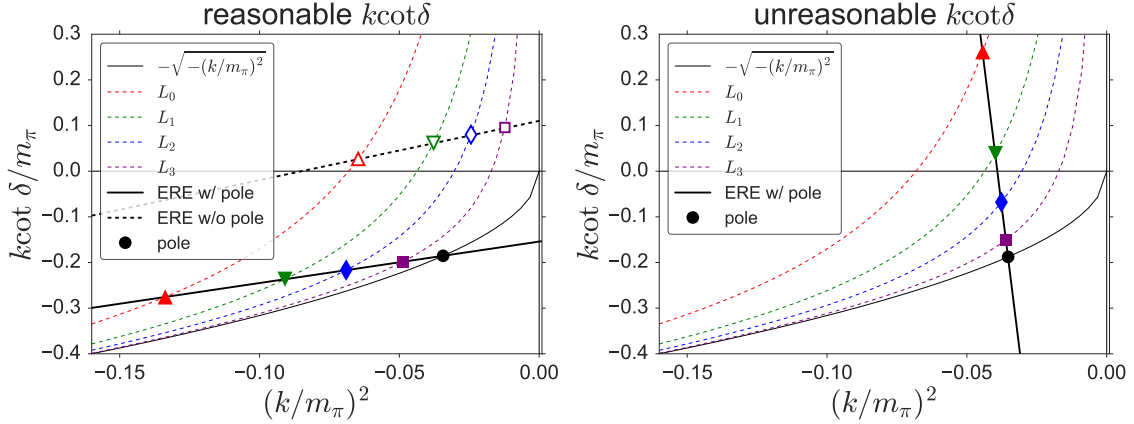 reasonable kcotδ
0.3
0.2
0.1
0.0
−0.1
−0.2
−0.3
−0.4
kcot δ/mπ
−√−(k/mπ)²
L₀
L₁
L₂
L₃
ERE w/ pole
ERE w/o pole
pole
−0.15
−0.10
−0.05
0.00
(k/mπ)²
unreasonable kcotδ
0.3
0.2
0.1
0.0
−0.1
−0.2
−0.3
−0.4
kcot δ/mπ
−√−(k/mπ)²
L₀
L₁
L₂
L₃
ERE w/ pole
pole
−0.15
−0.10
−0.05
0.00
(k/mπ)²